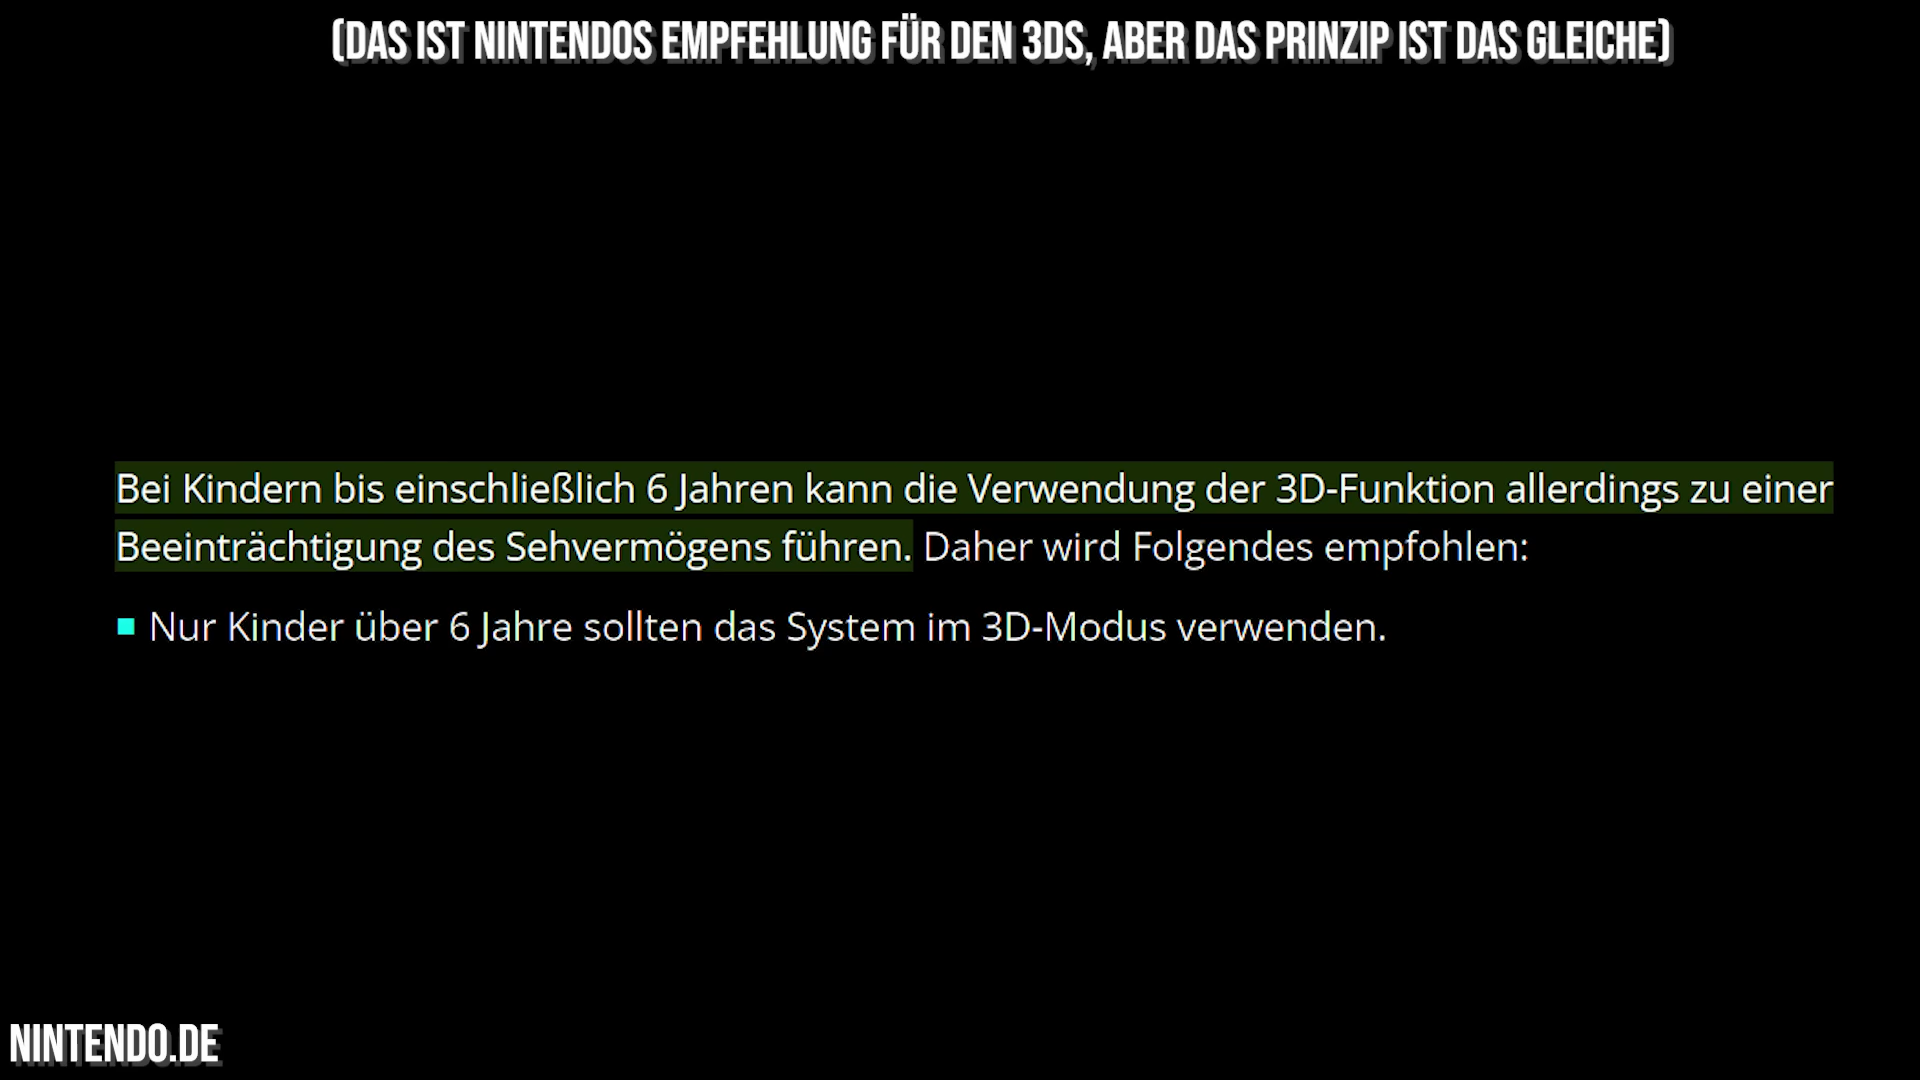 (DAS IST NINTENDOS EMPFEHLUNG FÜR DEN 3DS, ABER DAS PRINZIP IST DAS GLEICHE)
Bei Kindern bis einschließlich 6 Jahren kann die Verwendung der 3D-Funktion allerdings zu einer
Beeinträchtigung des Sehvermögens führen. Daher wird Folgendes empfohlen:
Nur Kinder über 6 Jahre sollten das System im 3D-Modus verwenden.
NINTENDO.DE